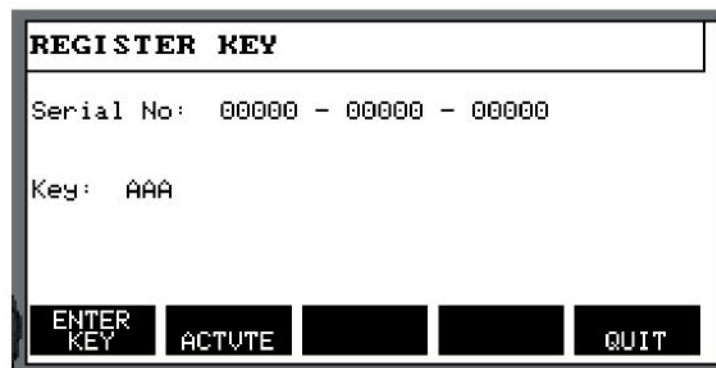 REGISTER KEY
Serial No: 00000 - 00000 - 00000
Key: AAA
ENTER KEY
ACTVTE
QUIT